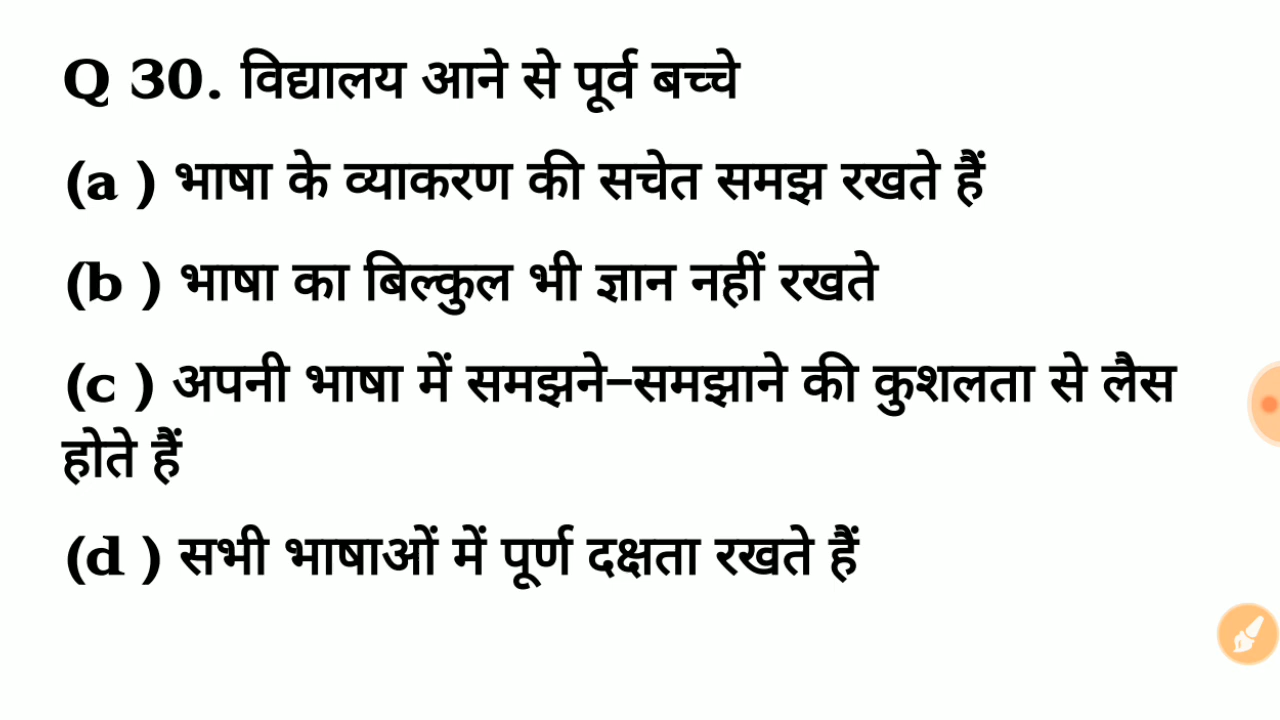 Q 30. विद्यालय आने से पूर्व बच्चे
(a ) भाषा के व्याकरण की सचेत समझ रखते हैं
(b ) भाषा का बिल्कुल भी ज्ञान नहीं रखते
(c ) अपनी भाषा में समझने-समझाने की कुशलता से लैस
होते हैं
(d ) सभी भाषाओं में पूर्ण दक्षता रखते हैं